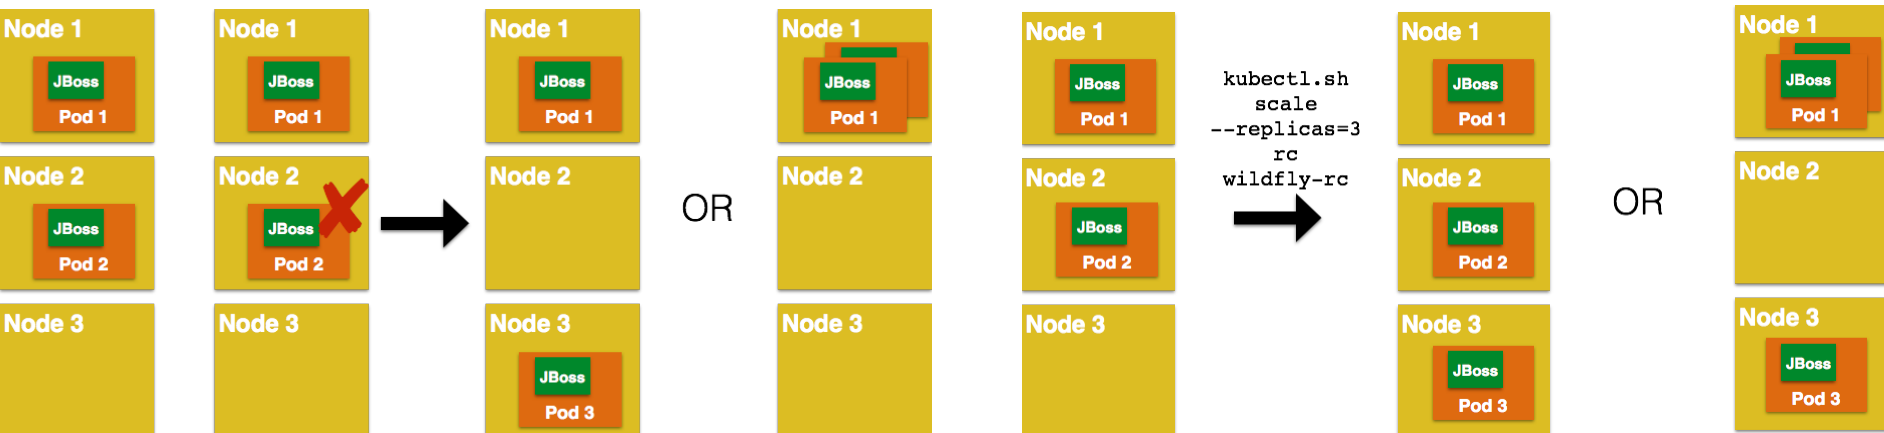 Node 1
JBoss
Pod 1
Node 2
JBoss
Pod 2
Node 3
Node 1
JBoss
Pod 1
Node 2
JBoss
Pod 2
Node 3
Node 1
JBoss
Pod 1
Node 2
Node 3
JBoss
Pod 3
OR
Node 1
JBoss
Pod 1
Node 2
Node 3
Node 1
JBoss
Pod 1
Node 2
JBoss
Pod 2
Node 3
kubectl.sh
scale
--replicas=3
rc
wildfly-rc
Node 1
JBoss
Pod 1
Node 2
JBoss
Pod 2
Node 3
JBoss
Pod 3
OR
Node 1
JBoss
Pod 1
Node 2
Node 3
JBoss
Pod 3